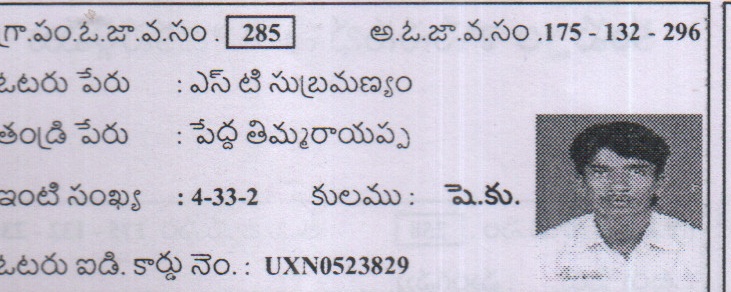 గ్రా.పం.ఓ.జా.వ.సం . 285 అ.ఓ.జా.వ.సం .175 - 132 - 296
ఓటరు పేరు : ఎస్ టి సుబ్రమణ్యం
తండ్రి పేరు : పేద్ద తిమ్మరాయప్ప
ఇంటి సంఖ్య : 4-33-2 కులము : షె.కు.
ఓటరు ఐడి. కార్డు నెం. : UXN0523829